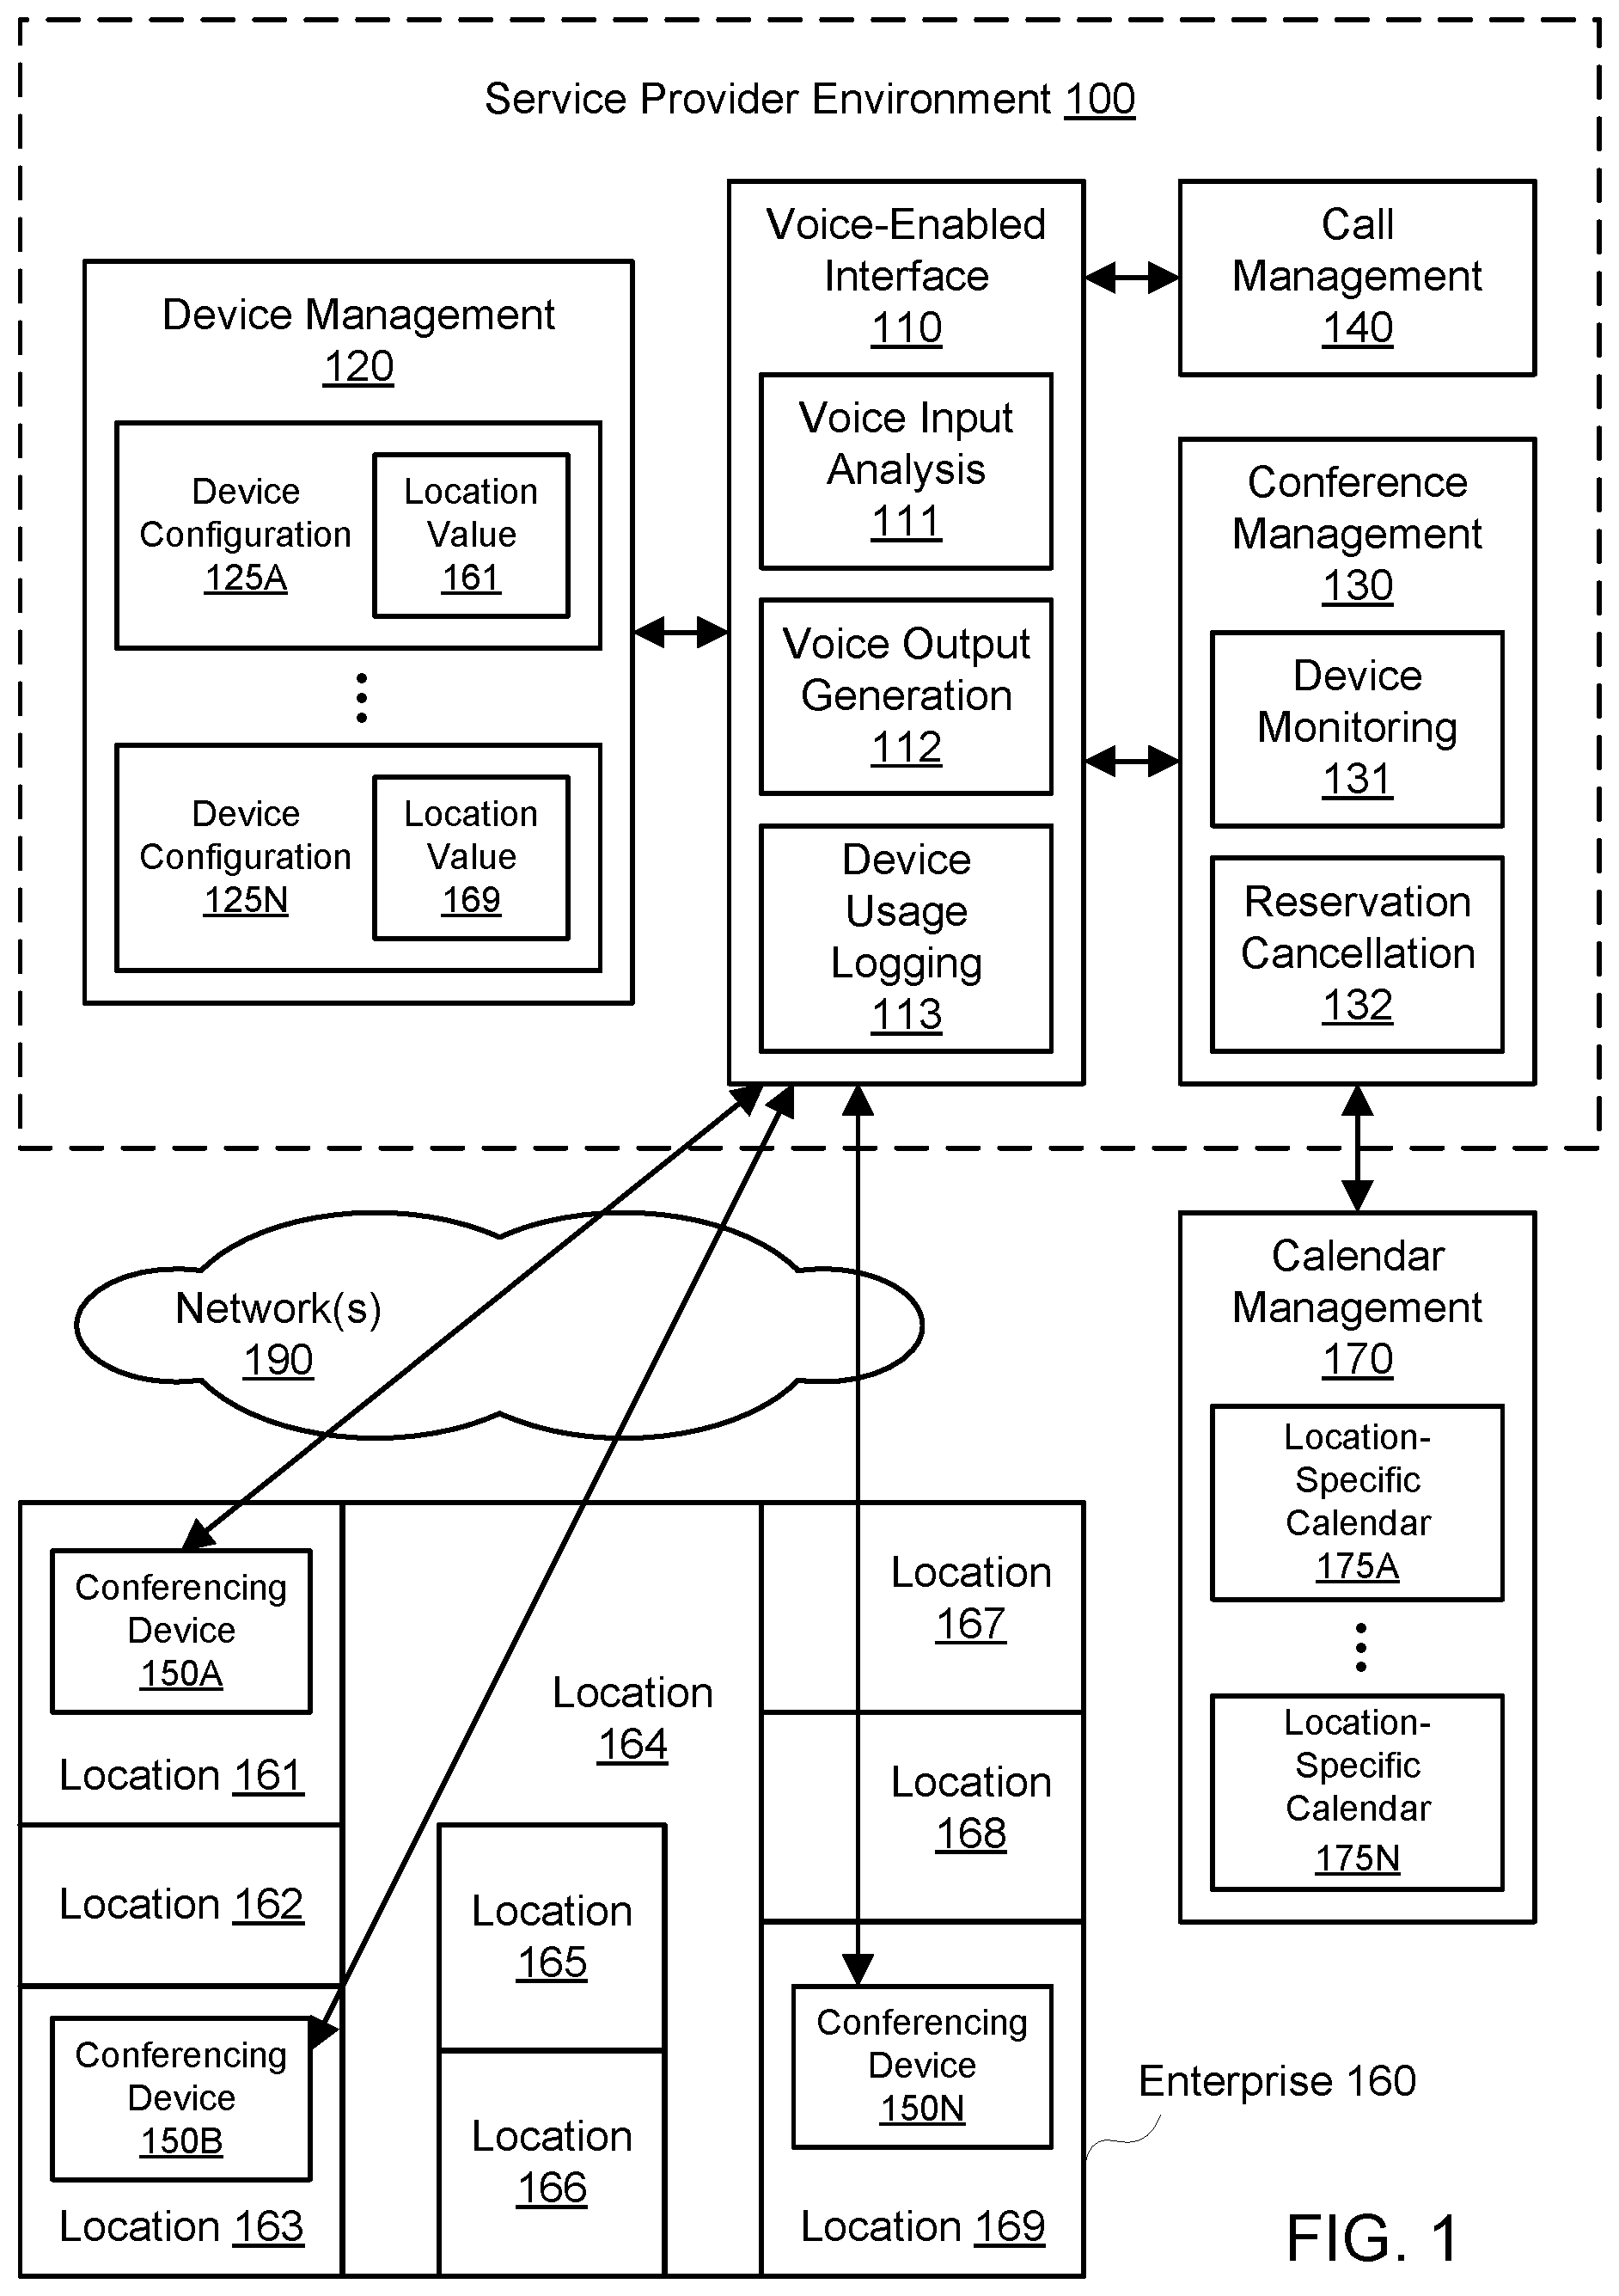 Service Provider Environment 100
Device Management
120
Device
Configuration
125A
Location
Value
161
Device
Configuration
125N
Location
Value
169
Voice-Enabled
Interface
110
Voice Input
Analysis
111
Voice Output
Generation
112
Device
Usage
Logging
113
Call
Management
140
Conference
Management
130
Device
Monitoring
131
Reservation
Cancellation
132
Network(s)
190
Calendar
Management
170
Location-
Specific
Calendar
175A
Location-
Specific
Calendar
175N
Conferencing
Device
150A
Location 161
Location 162
Conferencing
Device
150B
Location 163
Location
164
Location
165
Location
166
Location
167
Location
168
Conferencing
Device
150N
Location 169
Enterprise 160
FIG. 1